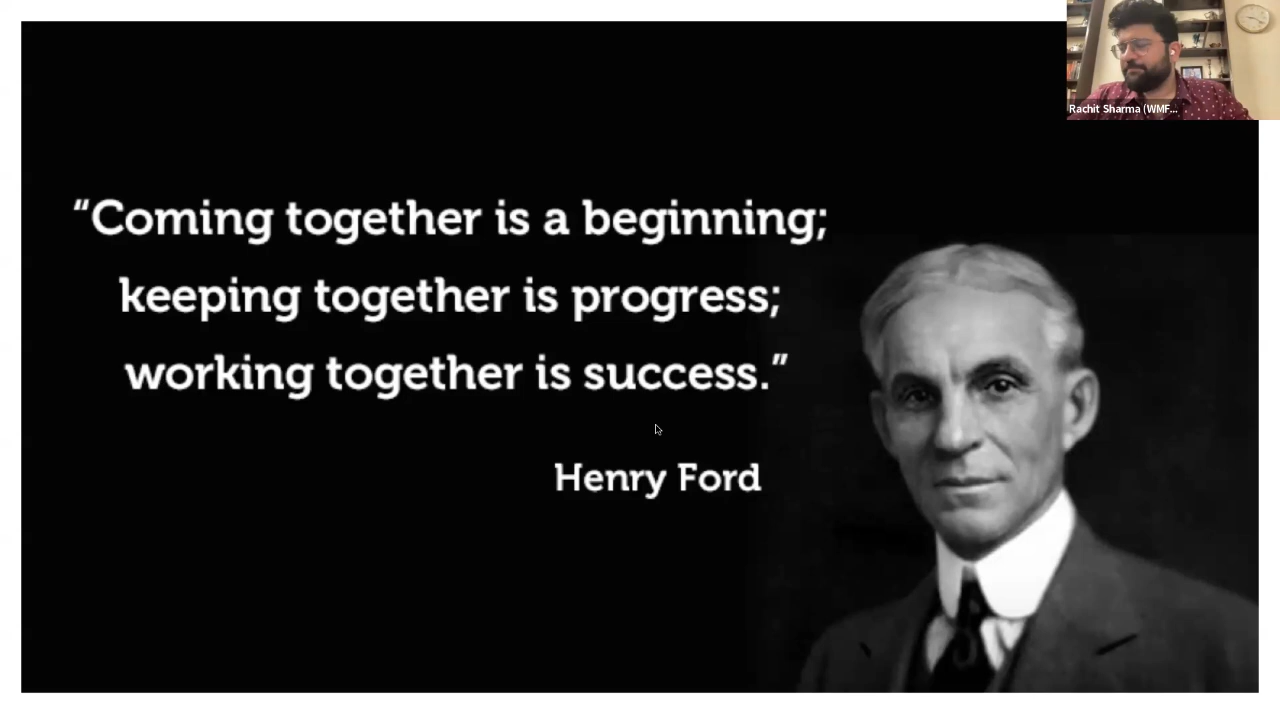 “Coming together is a beginning;
keeping together is progress;
working together is success.”
Henry Ford
Rachit Sharma (WMF...